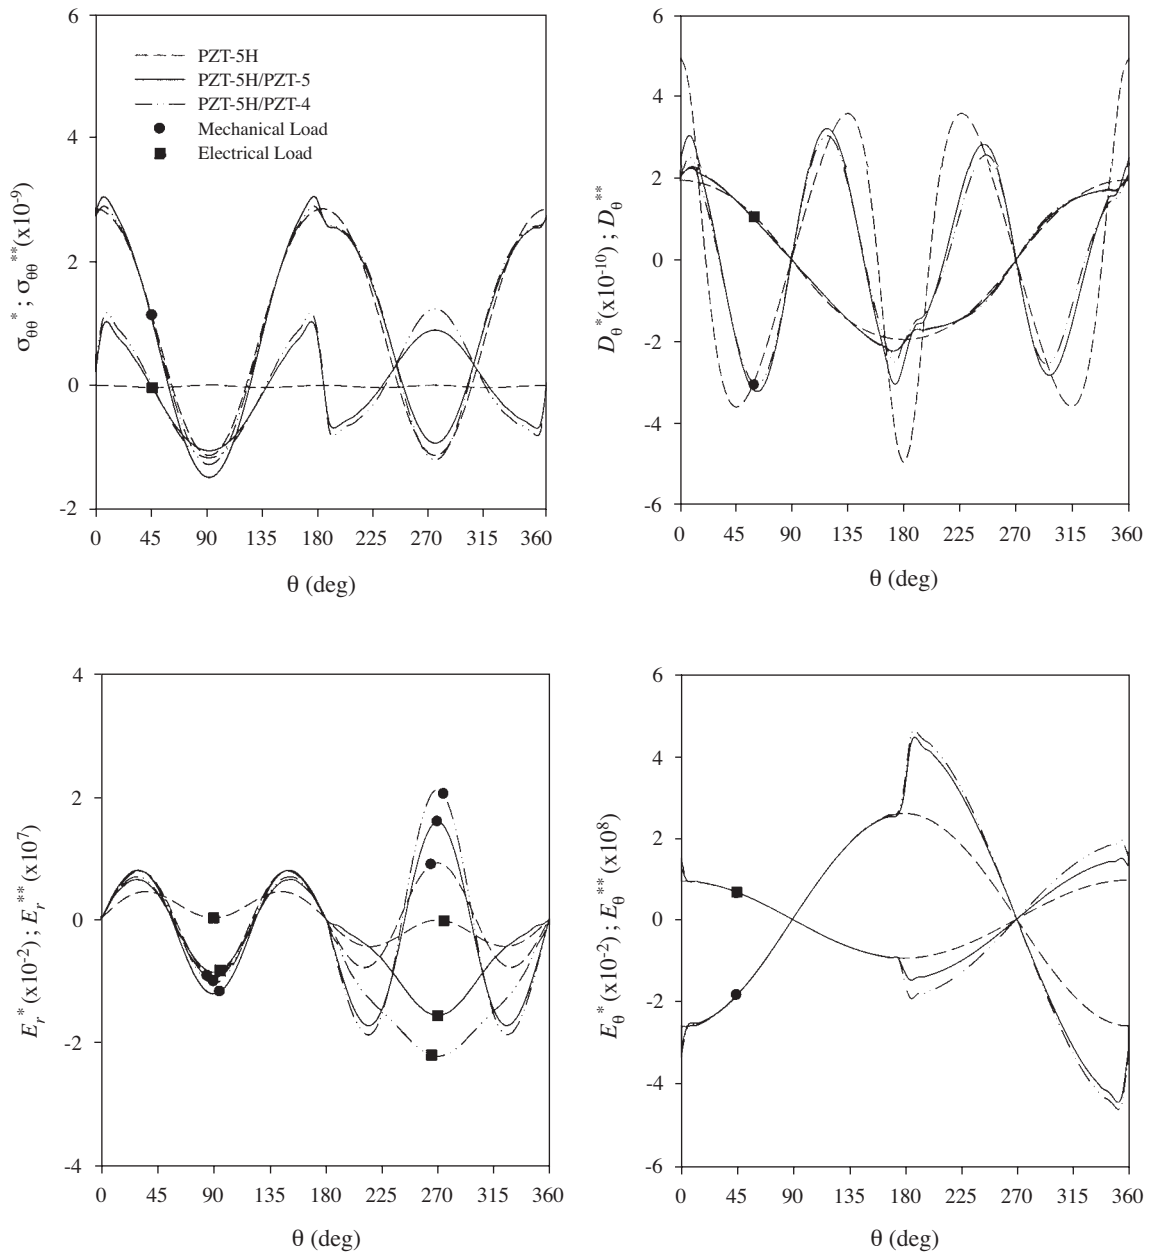 6
4
2
0
-2
σθθ* ; σθθ** (x10-9)
PZT-5H
PZT-5H/PZT-5
PZT-5H/PZT-4
Mechanical Load
Electrical Load
0 45 90 135 180 225 270 315 360
θ (deg)
6
4
2
0
-2
-4
-6
Dθ* (x10-10) ; Dθ**
0 45 90 135 180 225 270 315 360
θ (deg)
4
2
0
-2
-4
Er* (x10-2) ; Er** (x107)
0 45 90 135 180 225 270 315 360
θ (deg)
6
4
2
0
-2
-4
-6
Eθ* (x10-2) ; Eθ** (x108)
0 45 90 135 180 225 270 315 360
θ (deg)